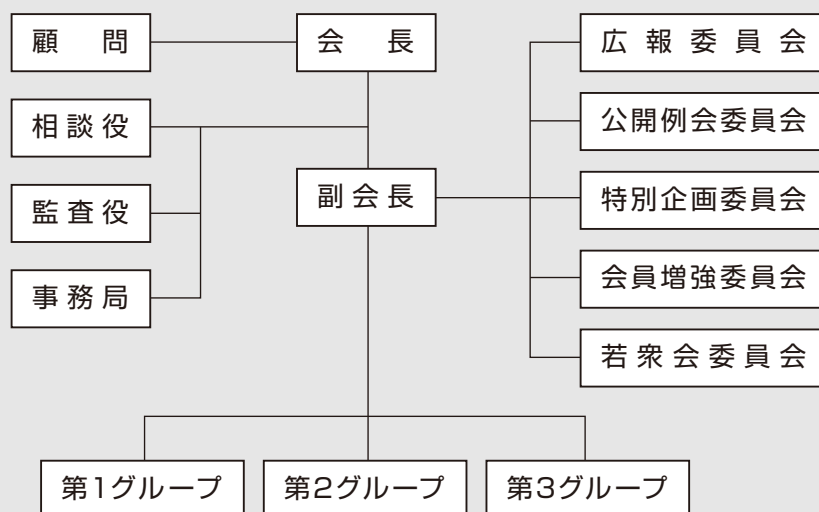 顧問
会長
広報委員会
相談役
公開例会委員会
副会長
監査役
特別企画委員会
事務局
会員増強委員会
若衆会委員会
第1グループ
第2グループ
第3グループ